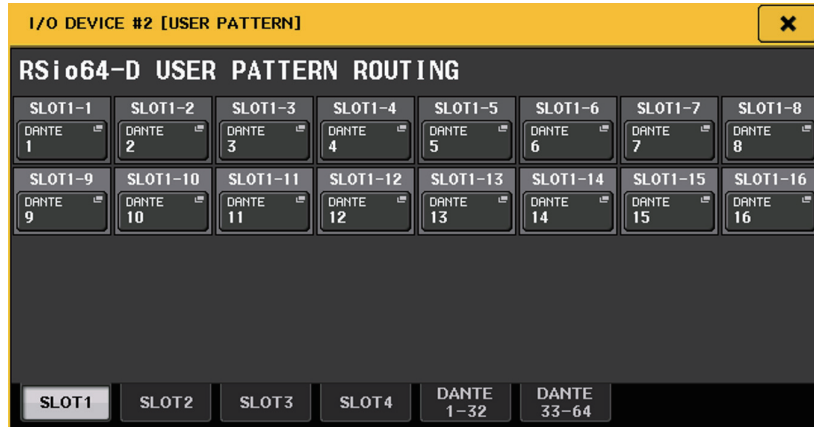 I/O DEVICE #2 [USER PATTERN]
RSio64-D USER PATTERN ROUTING
SLOT1-1 SLOT1-2 SLOT1-3 SLOT1-4 SLOT1-5 SLOT1-6 SLOT1-7 SLOT1-8
DANTE DANTE DANTE DANTE DANTE DANTE DANTE DANTE
1 2 3 4 5 6 7 8
SLOT1-9 SLOT1-10 SLOT1-11 SLOT1-12 SLOT1-13 SLOT1-14 SLOT1-15 SLOT1-16
DANTE DANTE DANTE DANTE DANTE DANTE DANTE DANTE
9 10 11 12 13 14 15 16
SLOT1 SLOT2 SLOT3 SLOT4 DANTE DANTE
1-32 33-64